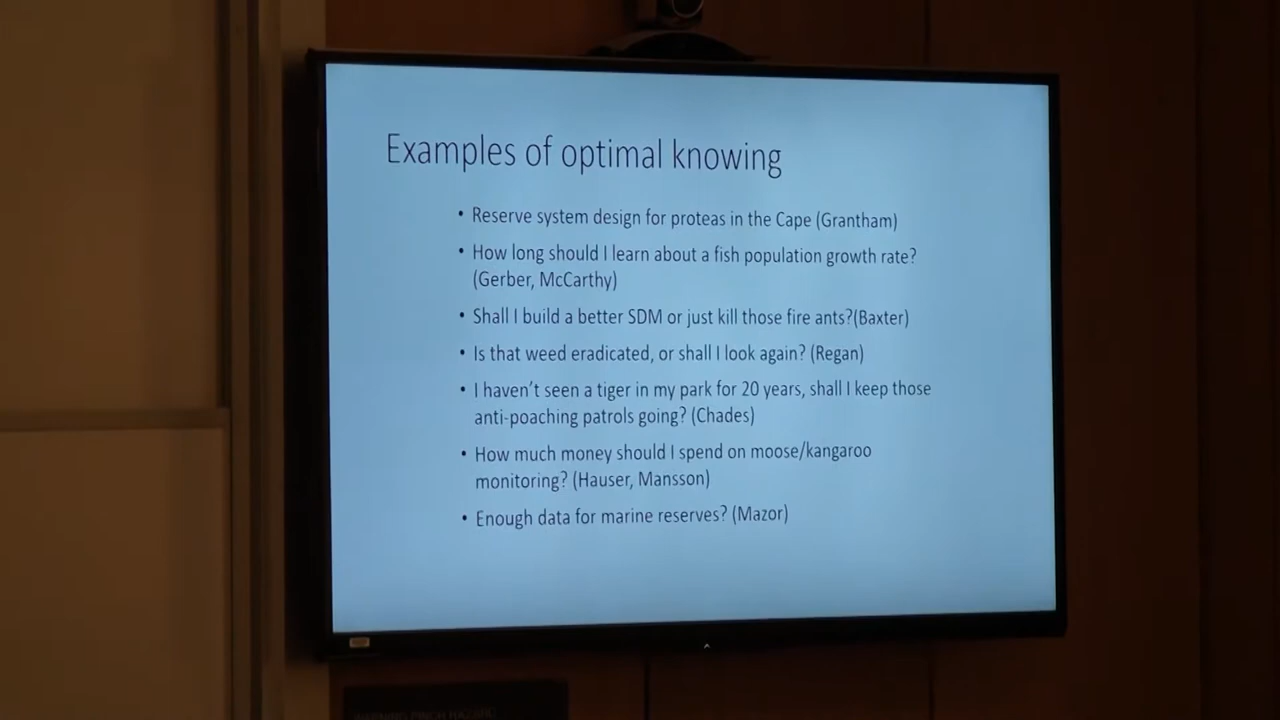 Examples of optimal knowing
• Reserve system design for proteas in the Cape (Grantham)
• How long should I learn about a fish population growth rate?
(Gerber, McCarthy)
• Shall I build a better SDM or just kill those fire ants?(Baxter)
• Is that weed eradicated, or shall I look again? (Regan)
• I haven't seen a tiger in my park for 20 years, shall I keep those
anti-poaching patrols going? (Chades)
• How much money should I spend on moose/kangaroo
monitoring? (Hauser, Mansson)
• Enough data for marine reserves? (Mazor)